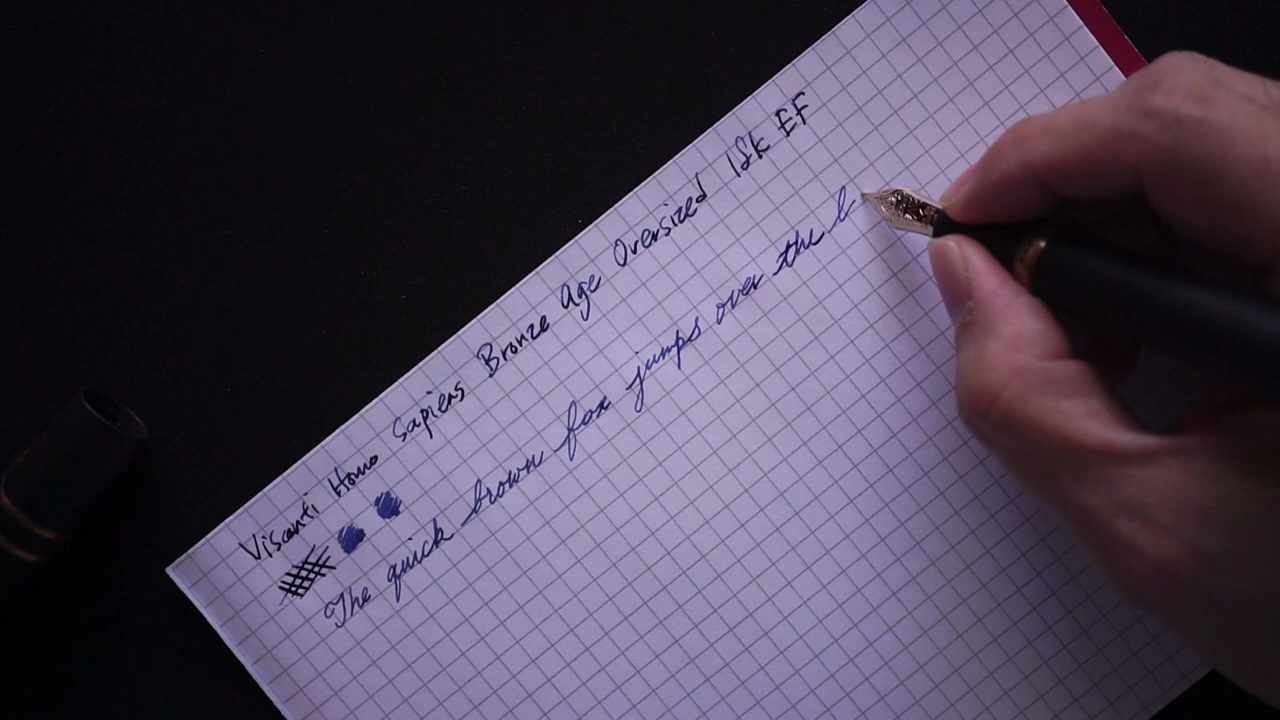 Visconti Homo Sapiens Bronze Age Oversized 18k EF
The quick brown fox jumps over the l